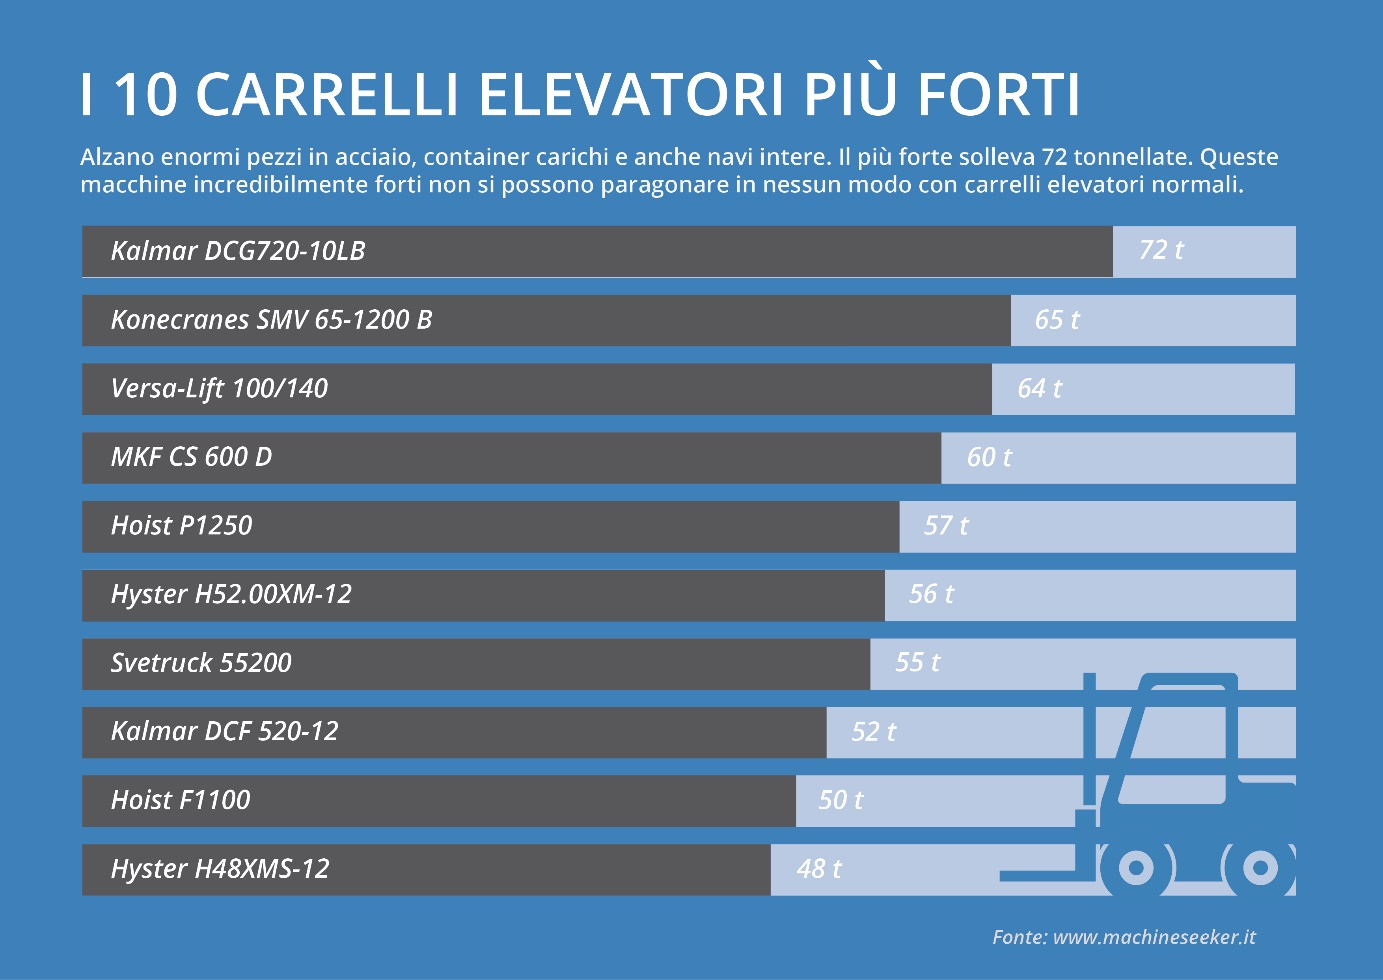 I 10 CARRELLI ELEVATORI PIÙ FORTI
Alzano enormi pezzi in acciaio, container carichi e anche navi intere. Il più forte solleva 72 tonnellate. Queste
macchine incredibilmente forti non si possono paragonare in nessun modo con carrelli elevatori normali.
Kalmar DCG720-10LB 72 t
Konecranes SMV 65-1200 B 65 t
Versa-Lift 100/140 64 t
MKF CS 600 D 60 t
Hoist P1250 57 t
Hyster H52.00XM-12 56 t
Svetruck 55200 55 t
Kalmar DCF 520-12 52 t
Hoist F1100 50 t
Hyster H48XMS-12 48 t
Fonte: www.machineseeker.it